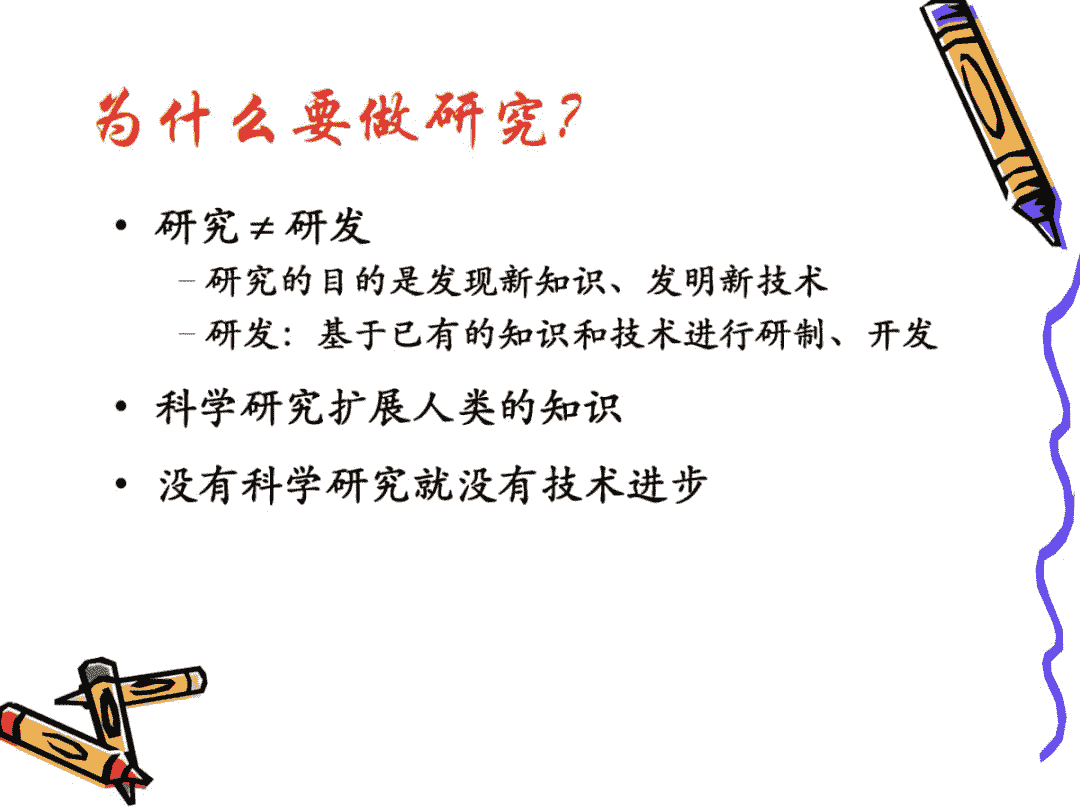 为什么要做研究?
• 研究≠研发
– 研究的目的是发现新知识、发明新技术
– 研发：基于已有的知识和技术进行研制、开发
• 科学研究扩展人类的知识
• 没有科学研究就没有技术进步